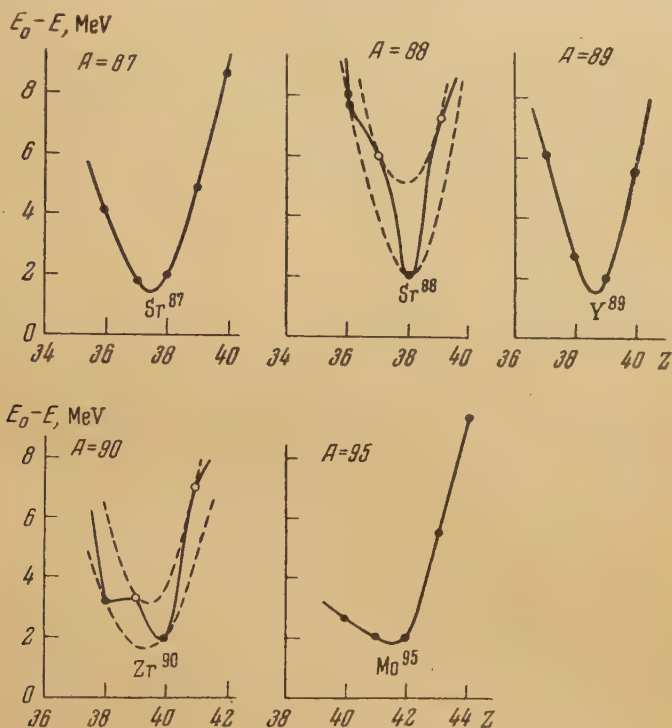 E₀ – E, MeV
A = 87
A = 88
A = 89
8
6
4
2
0
Sr⁸⁷
Sr⁸⁸
Y⁸⁹
34 36 38 40
36 38 40
36 38 40 Z
E₀ – E, MeV
A = 90
A = 95
8
6
4
2
0
Zr⁹⁰
Mo⁹⁵
36 38 40 42
40 42 44 Z